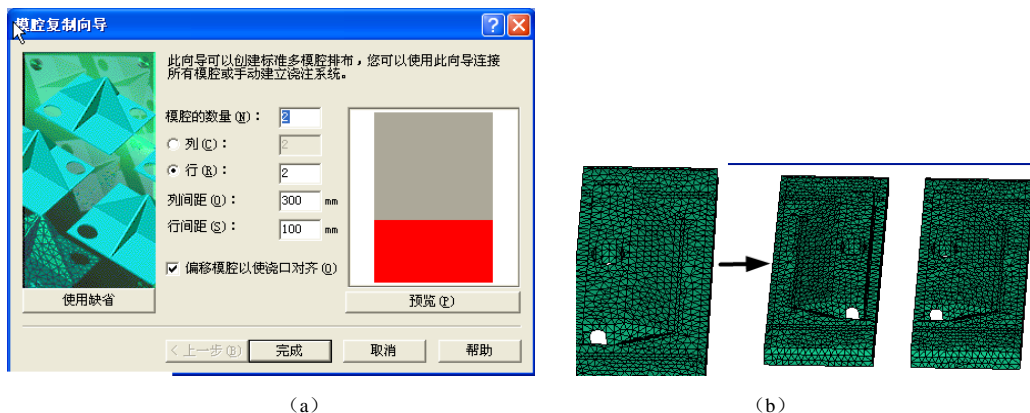 模腔复制向导
此向导可以创建标准多模腔排布，您可以使用此向导连接
所有模腔或手动建立浇注系统。
模腔的数量(N)： 2
列(C)： 2
行(R)： 2
列间距(O)： 300 mm
行间距(S)： 100 mm
偏移模腔以使浇口对齐(O)
使用缺省
预览(P)
< 上一步(B) 完成 取消 帮助
（a） （b）